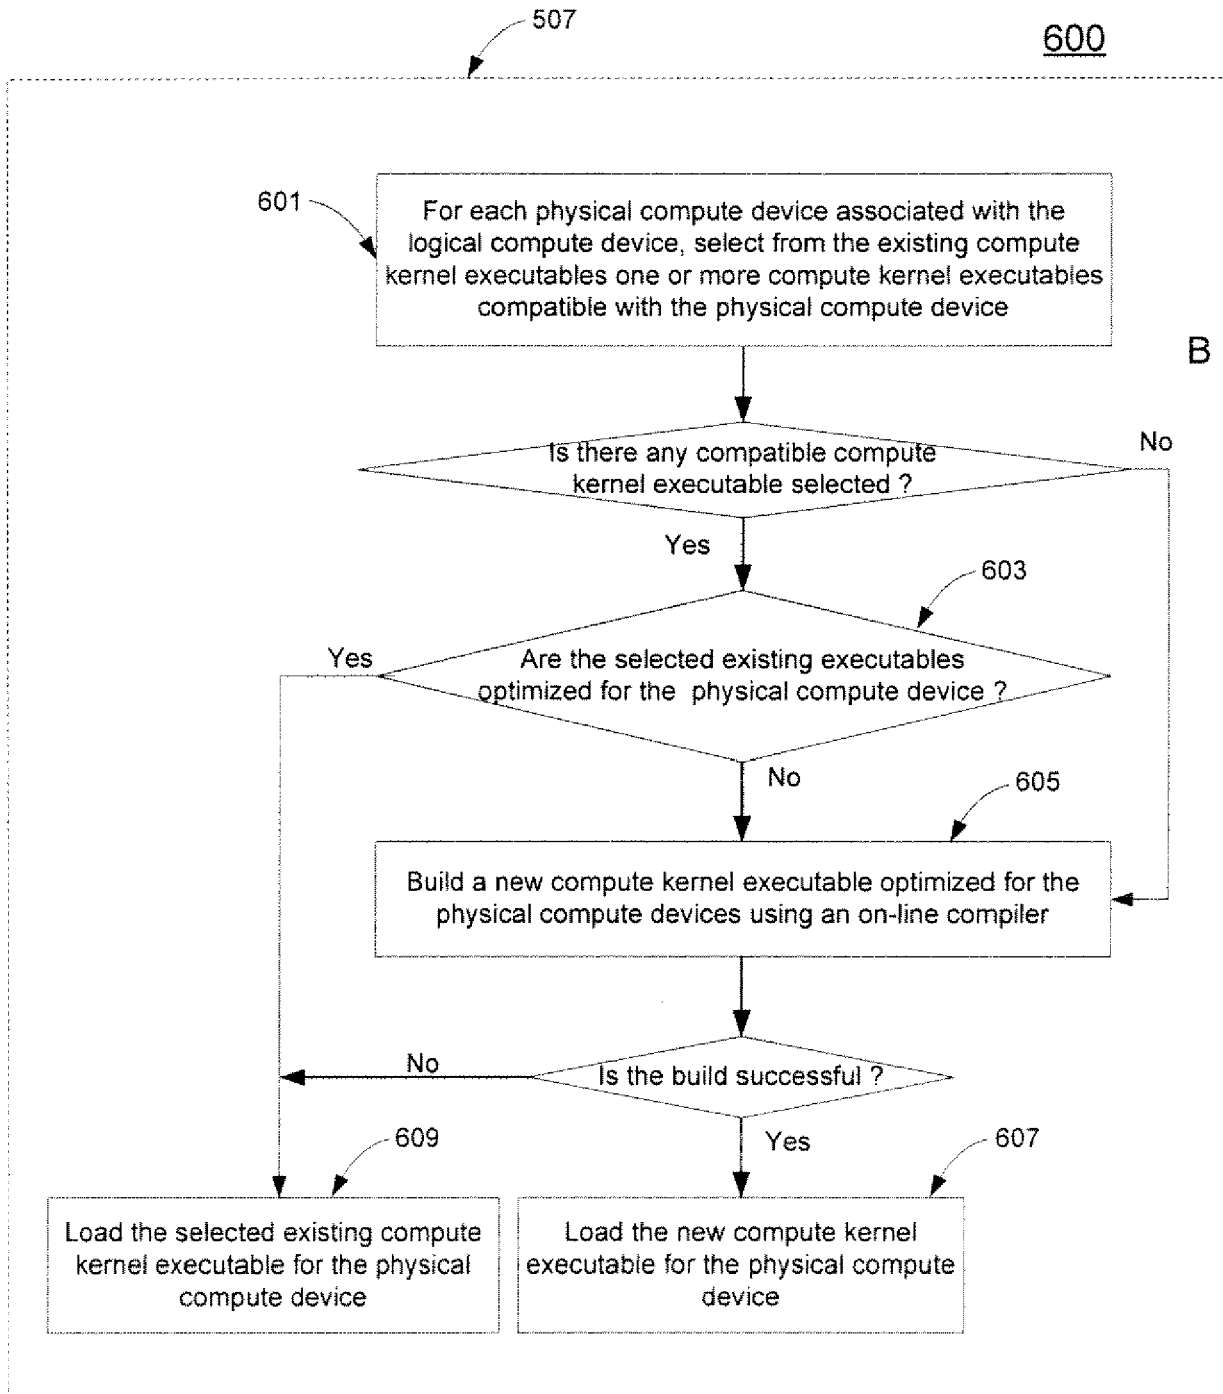 507
600
601
For each physical compute device associated with the
logical compute device, select from the existing compute
kernel executables one or more compute kernel executables
compatible with the physical compute device
B
Is there any compatible compute
kernel executable selected ?
No
Yes
603
Are the selected existing executables
optimized for the physical compute device ?
Yes
No
605
Build a new compute kernel executable optimized for the
physical compute devices using an on-line compiler
Is the build successful ?
No
Yes
609
607
Load the selected existing compute
kernel executable for the physical
compute device
Load the new compute kernel
executable for the physical compute
device